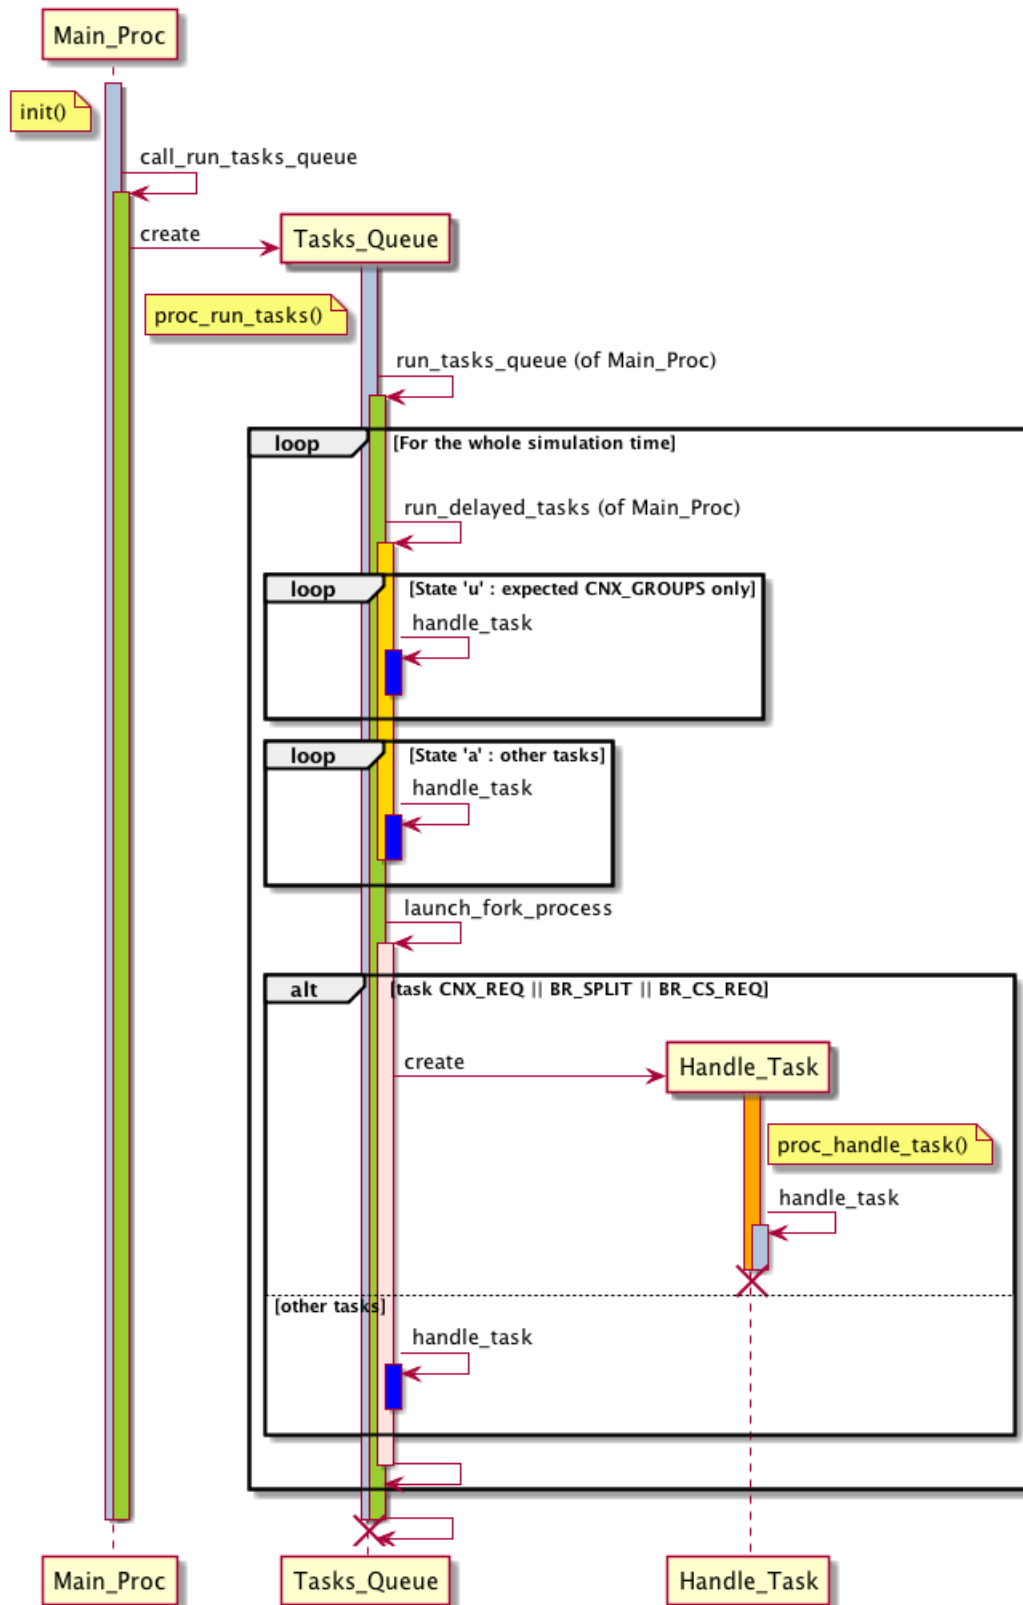 Main_Proc
init()
call_run_tasks_queue
create
Tasks_Queue
proc_run_tasks()
run_tasks_queue (of Main_Proc)
loop
[For the whole simulation time]
run_delayed_tasks (of Main_Proc)
loop
[State 'u' : expected CNX_GROUPS only]
handle_task
loop
[State 'a' : other tasks]
handle_task
launch_fork_process
alt
[task CNX_REQ || BR_SPLIT || BR_CS_REQ]
create
Handle_Task
proc_handle_task()
handle_task
[other tasks]
handle_task
Main_Proc
Tasks_Queue
Handle_Task